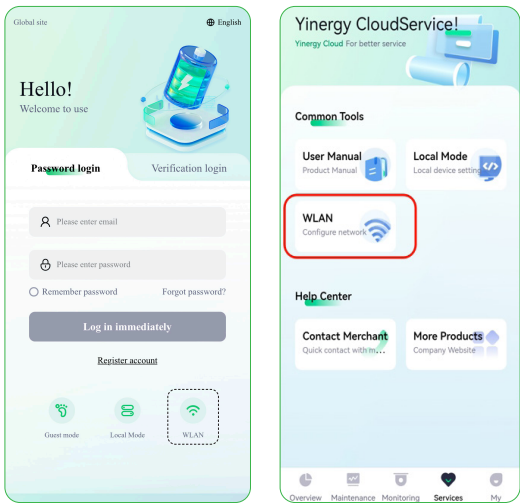 Global site
English
Hello!
Welcome to use
Password login
Verification login
Please enter email
Please enter password
Remember password
Forgot password?
Log in immediately
Register account
Guest mode
Local Mode
WLAN
Yinergy CloudService!
Yinergy Cloud For better service
Common Tools
User Manual
Product Manual
Local Mode
Local device setting
WLAN
Configure network
Help Center
Contact Merchant
Quick contact with m...
More Products
Company Website
Overview
Maintenance
Monitoring
Services
My